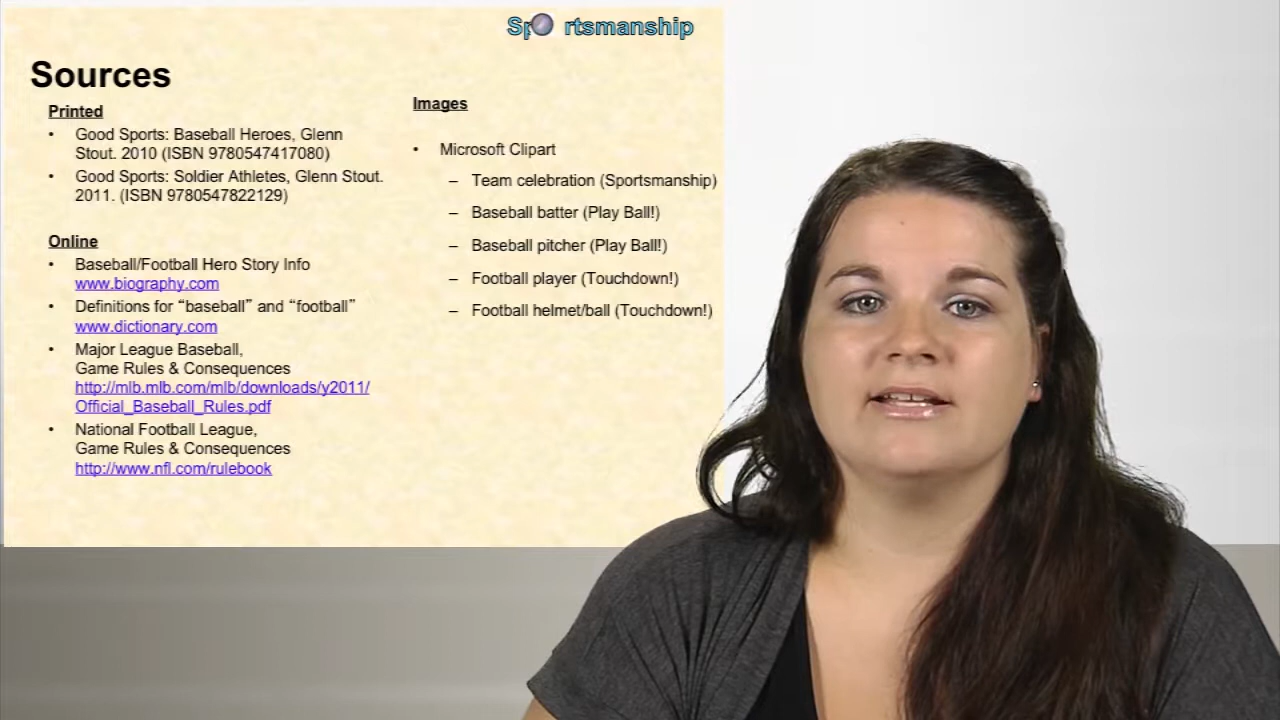 Sp rtsmanship
Sources
Printed
• Good Sports: Baseball Heroes, Glenn
Stout. 2010 (ISBN 9780547417080)
• Good Sports: Soldier Athletes, Glenn Stout.
2011. (ISBN 9780547822129)
Online
• Baseball/Football Hero Story Info
www.biography.com
• Definitions for “baseball” and “football”
www.dictionary.com
• Major League Baseball,
Game Rules & Consequences
http://mlb.mlb.com/mlb/downloads/y2011/
Official_Baseball_Rules.pdf
• National Football League,
Game Rules & Consequences
http://www.nfl.com/rulebook
Images
• Microsoft Clipart
– Team celebration (Sportsmanship)
– Baseball batter (Play Ball!)
– Baseball pitcher (Play Ball!)
– Football player (Touchdown!)
– Football helmet/ball (Touchdown!)